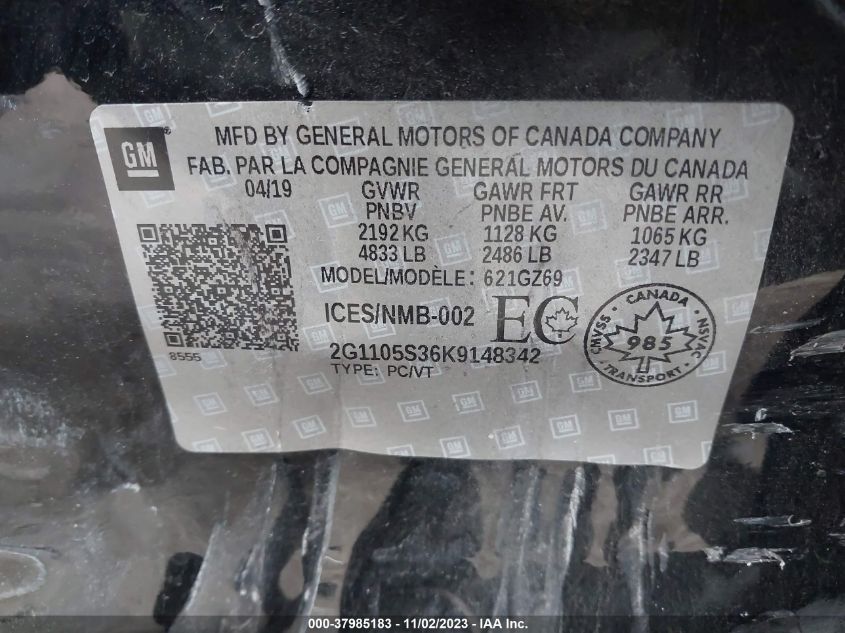 GM
MFD BY GENERAL MOTORS OF CANADA COMPANY
FAB. PAR LA COMPAGNIE GENERAL MOTORS DU CANADA
04/19 GVWR GAWR FRT GAWR RR
PNBV PNBE AV. PNBE ARR.
2192 KG 1128 KG 1065 KG
4833 LB 2486 LB 2347 LB
MODEL/MODÈLE: 621GZ69
ICES/NMB-002 EC
CANADA
CMVSS 985 NSVAC
TRANSPORT
8555 2G1105S36K9148342
TYPE: PC/VT
000-37985183 - 11/02/2023 - IAA Inc.